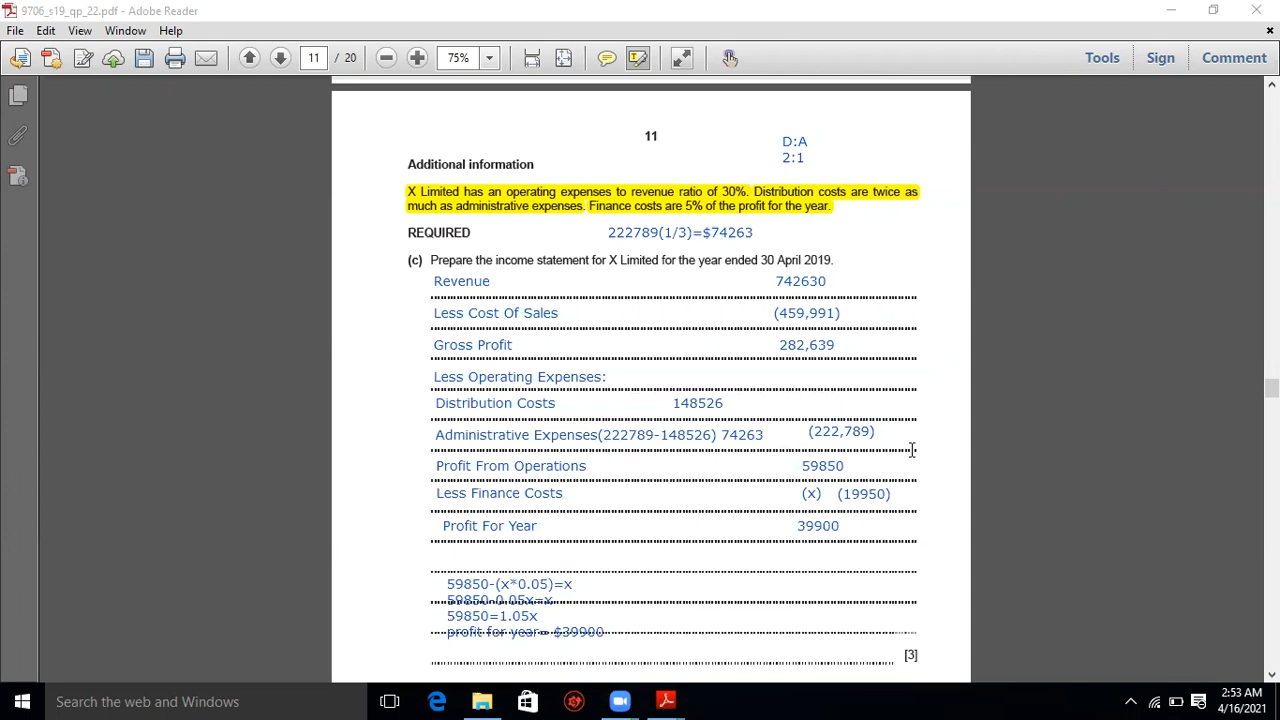 9706_s19_qp_22.pdf - Adobe Reader
File Edit View Window Help
11 / 20 75% Tools Sign Comment
11
D:A
2:1
Additional information
X Limited has an operating expenses to revenue ratio of 30%. Distribution costs are twice as
much as administrative expenses. Finance costs are 5% of the profit for the year.
REQUIRED 222789(1/3)=$74263
(c) Prepare the income statement for X Limited for the year ended 30 April 2019.
Revenue 742630
Less Cost Of Sales (459,991)
Gross Profit 282,639
Less Operating Expenses:
Distribution Costs 148526
Administrative Expenses(222789-148526) 74263 (222,789)
Profit From Operations 59850
Less Finance Costs (x) (19950)
Profit For Year 39900
59850-(x*0.05)=x
59850-0.05x=x
59850=1.05x
profit for year= $39900
[3]
Search the web and Windows
2:53 AM
4/16/2021